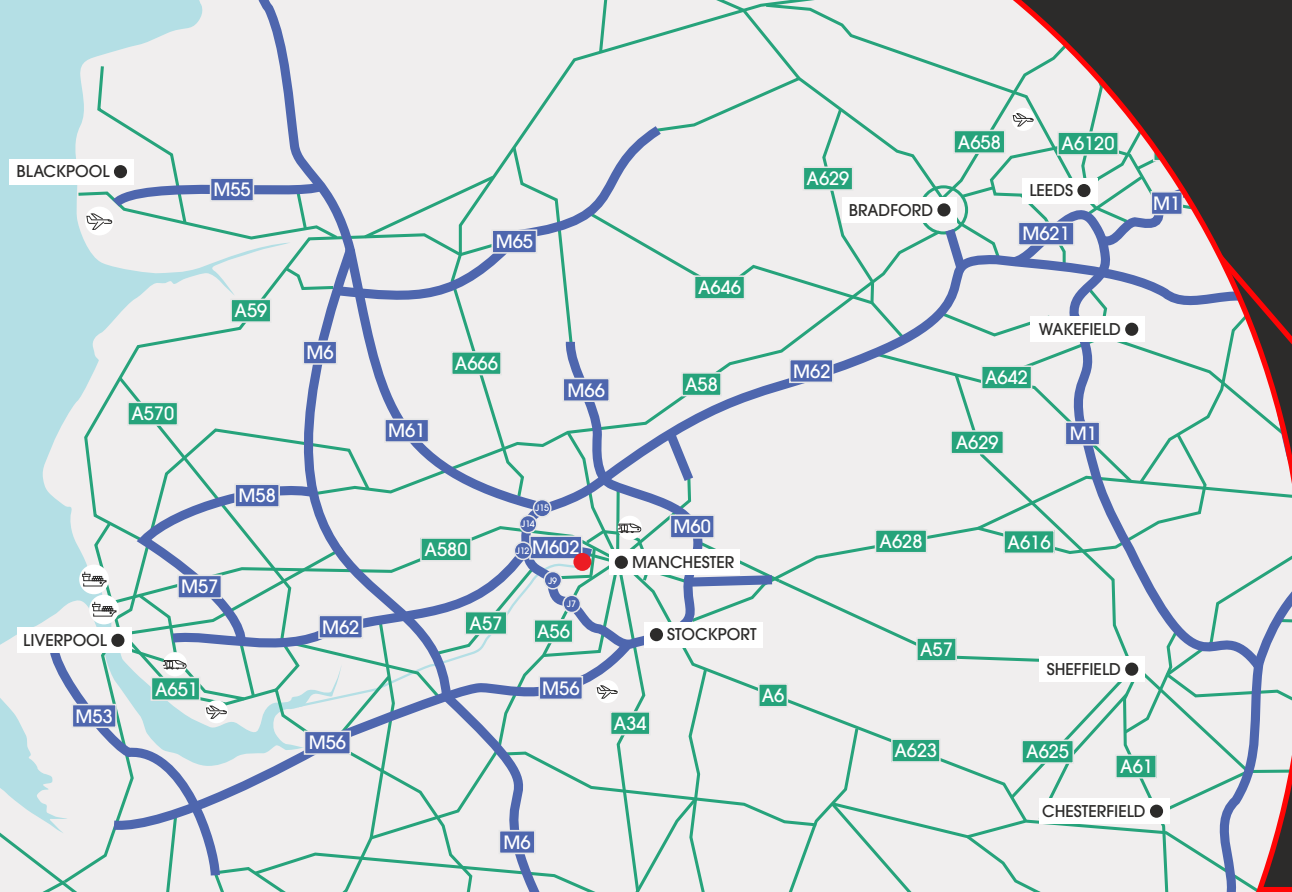 A658
A6120
BLACKPOOL
A629
M55
LEEDS
M1
BRADFORD
M621
M65
A646
A59
WAKEFIELD
M6
A666
M62
A642
M66
A58
A570
M61
M1
A629
M58
J15
J14
M60
M602
A580
J12
MANCHESTER
A628
A616
M57
J9
J7
A57
M62
A56
STOCKPORT
LIVERPOOL
A57
SHEFFIELD
A651
M56
A6
M53
A34
M56
A623
A625
A61
CHESTERFIELD
M6